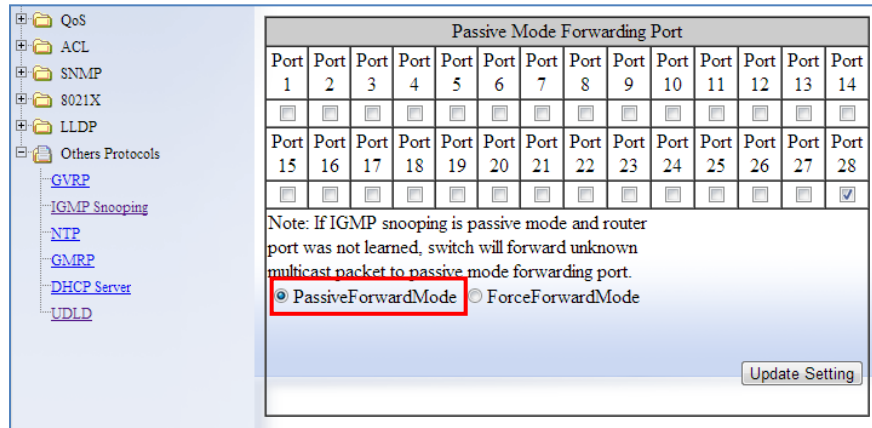 QoS
ACL
SNMP
8021X
LLDP
Others Protocols
GVRP
IGMP Snooping
NTP
GMRP
DHCP Server
UDLD
Passive Mode Forwarding Port
Port Port Port Port Port Port Port Port Port Port Port Port Port Port
1 2 3 4 5 6 7 8 9 10 11 12 13 14
Port Port Port Port Port Port Port Port Port Port Port Port Port Port
15 16 17 18 19 20 21 22 23 24 25 26 27 28
Note: If IGMP snooping is passive mode and router
port was not learned, switch will forward unknown
multicast packet to passive mode forwarding port.
PassiveForwardMode ForceForwardMode
Update Setting